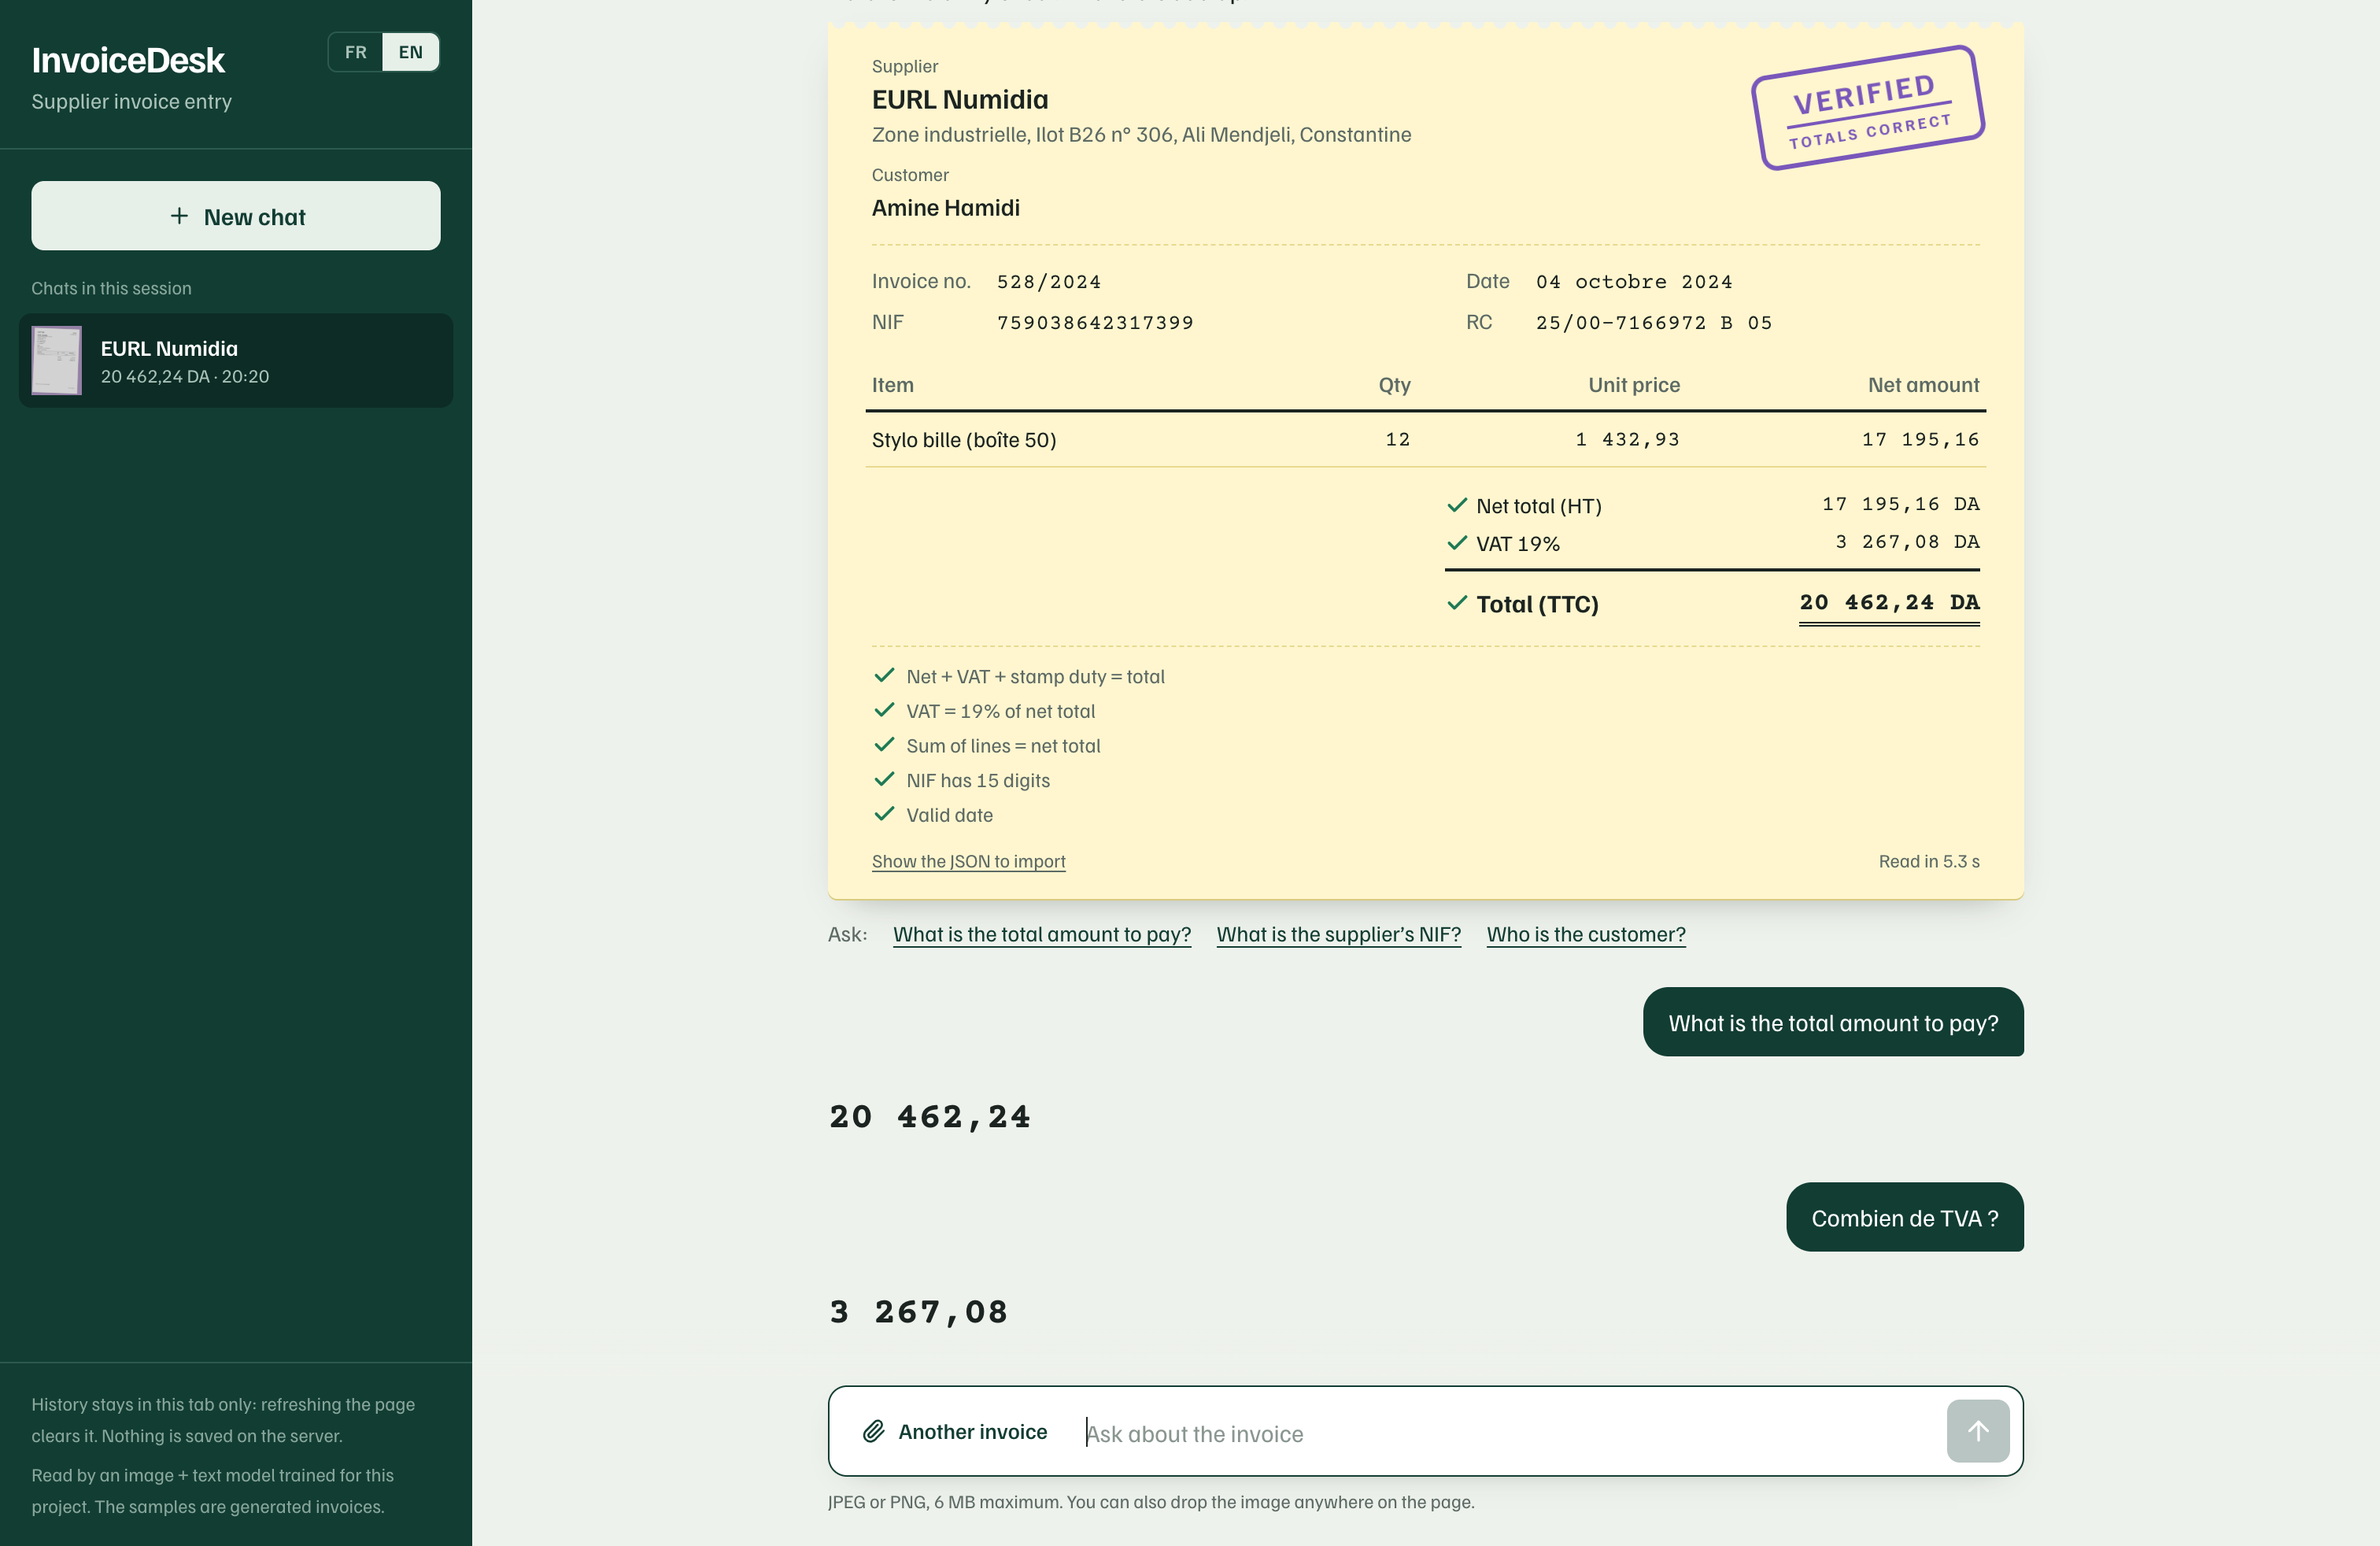 InvoiceDesk
FR EN
Supplier invoice entry
+ New chat
Chats in this session
EURL Numidia
20 462,24 DA · 20:20
History stays in this tab only: refreshing the page
clears it. Nothing is saved on the server.
Read by an image + text model trained for this
project. The samples are generated invoices.
Supplier
EURL Numidia
Zone industrielle, Ilot B26 n° 306, Ali Mendjeli, Constantine
VERIFIED
TOTALS CORRECT
Customer
Amine Hamidi
Invoice no. 528/2024 Date 04 octobre 2024
NIF 759038642317399 RC 25/00-7166972 B 05
Item Qty Unit price Net amount
Stylo bille (boîte 50) 12 1 432,93 17 195,16
Net total (HT) 17 195,16 DA
VAT 19% 3 267,08 DA
Total (TTC) 20 462,24 DA
Net + VAT + stamp duty = total
VAT = 19% of net total
Sum of lines = net total
NIF has 15 digits
Valid date
Show the JSON to import Read in 5.3 s
Ask: What is the total amount to pay? What is the supplier’s NIF? Who is the customer?
What is the total amount to pay?
20 462,24
Combien de TVA ?
3 267,08
Another invoice Ask about the invoice
JPEG or PNG, 6 MB maximum. You can also drop the image anywhere on the page.